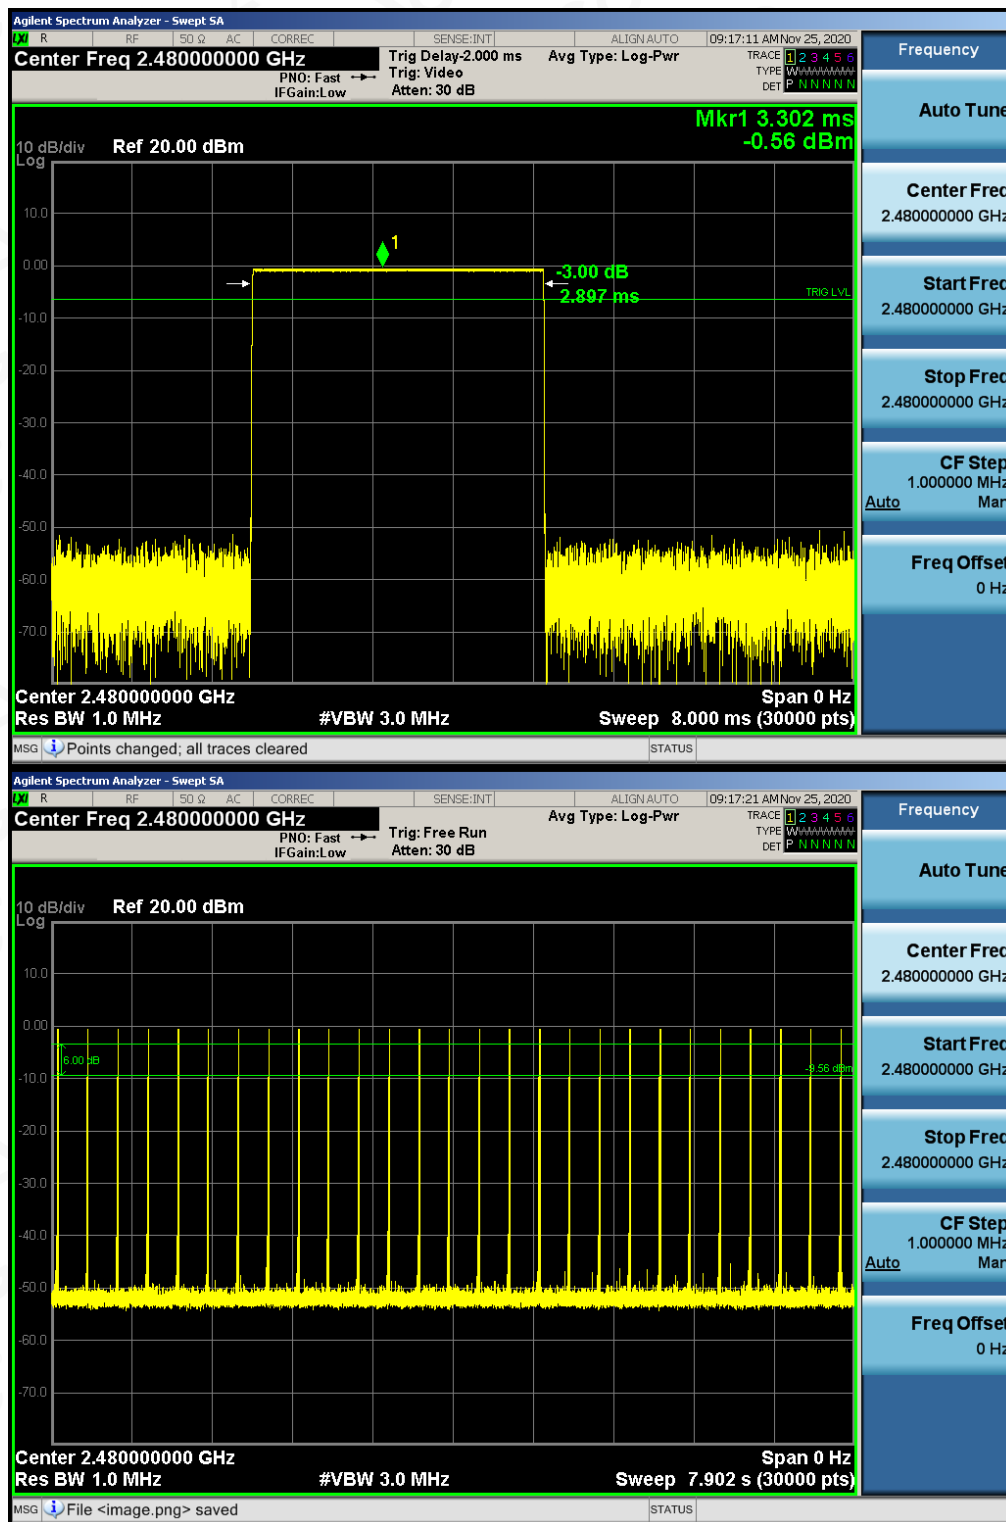 Agilent Spectrum Analyzer - Swept SA
LXI R RF 50 Ω AC CORREC SENSE:INT ALIGN AUTO 09:17:11 AM Nov 25, 2020
Center Freq 2.480000000 GHz
PNO: Fast
IFGain:Low
Trig Delay-2.000 ms
Trig: Video
Atten: 30 dB
Avg Type: Log-Pwr
TRACE 1 2 3 4 5 6
TYPE WWWWWW
DET P N N N N N
Mkr1 3.302 ms
-0.56 dBm
10 dB/div Ref 20.00 dBm
Log
10.0
0.00
-10.0
-20.0
-30.0
-40.0
-50.0
-60.0
-70.0
1
-3.00 dB
2.897 ms
TRIG LVL
Center 2.480000000 GHz Span 0 Hz
Res BW 1.0 MHz #VBW 3.0 MHz Sweep 8.000 ms (30000 pts)
MSG Points changed; all traces cleared STATUS
Frequency
Auto Tune
Center Freq
2.480000000 GHz
Start Freq
2.480000000 GHz
Stop Freq
2.480000000 GHz
CF Step
1.000000 MHz
Auto Man
Freq Offset
0 Hz
Agilent Spectrum Analyzer - Swept SA
LXI R RF 50 Ω AC CORREC SENSE:INT ALIGN AUTO 09:17:21 AM Nov 25, 2020
Center Freq 2.480000000 GHz
PNO: Fast
IFGain:Low
Trig: Free Run
Atten: 30 dB
Avg Type: Log-Pwr
TRACE 1 2 3 4 5 6
TYPE WWWWWW
DET P N N N N N
10 dB/div Ref 20.00 dBm
Log
10.0
0.00
-10.0
-20.0
-30.0
-40.0
-50.0
-60.0
-70.0
6.00 dB
-9.56 dBm
Center 2.480000000 GHz Span 0 Hz
Res BW 1.0 MHz #VBW 3.0 MHz Sweep 7.902 s (30000 pts)
MSG File <image.png> saved STATUS
Frequency
Auto Tune
Center Freq
2.480000000 GHz
Start Freq
2.480000000 GHz
Stop Freq
2.480000000 GHz
CF Step
1.000000 MHz
Auto Man
Freq Offset
0 Hz